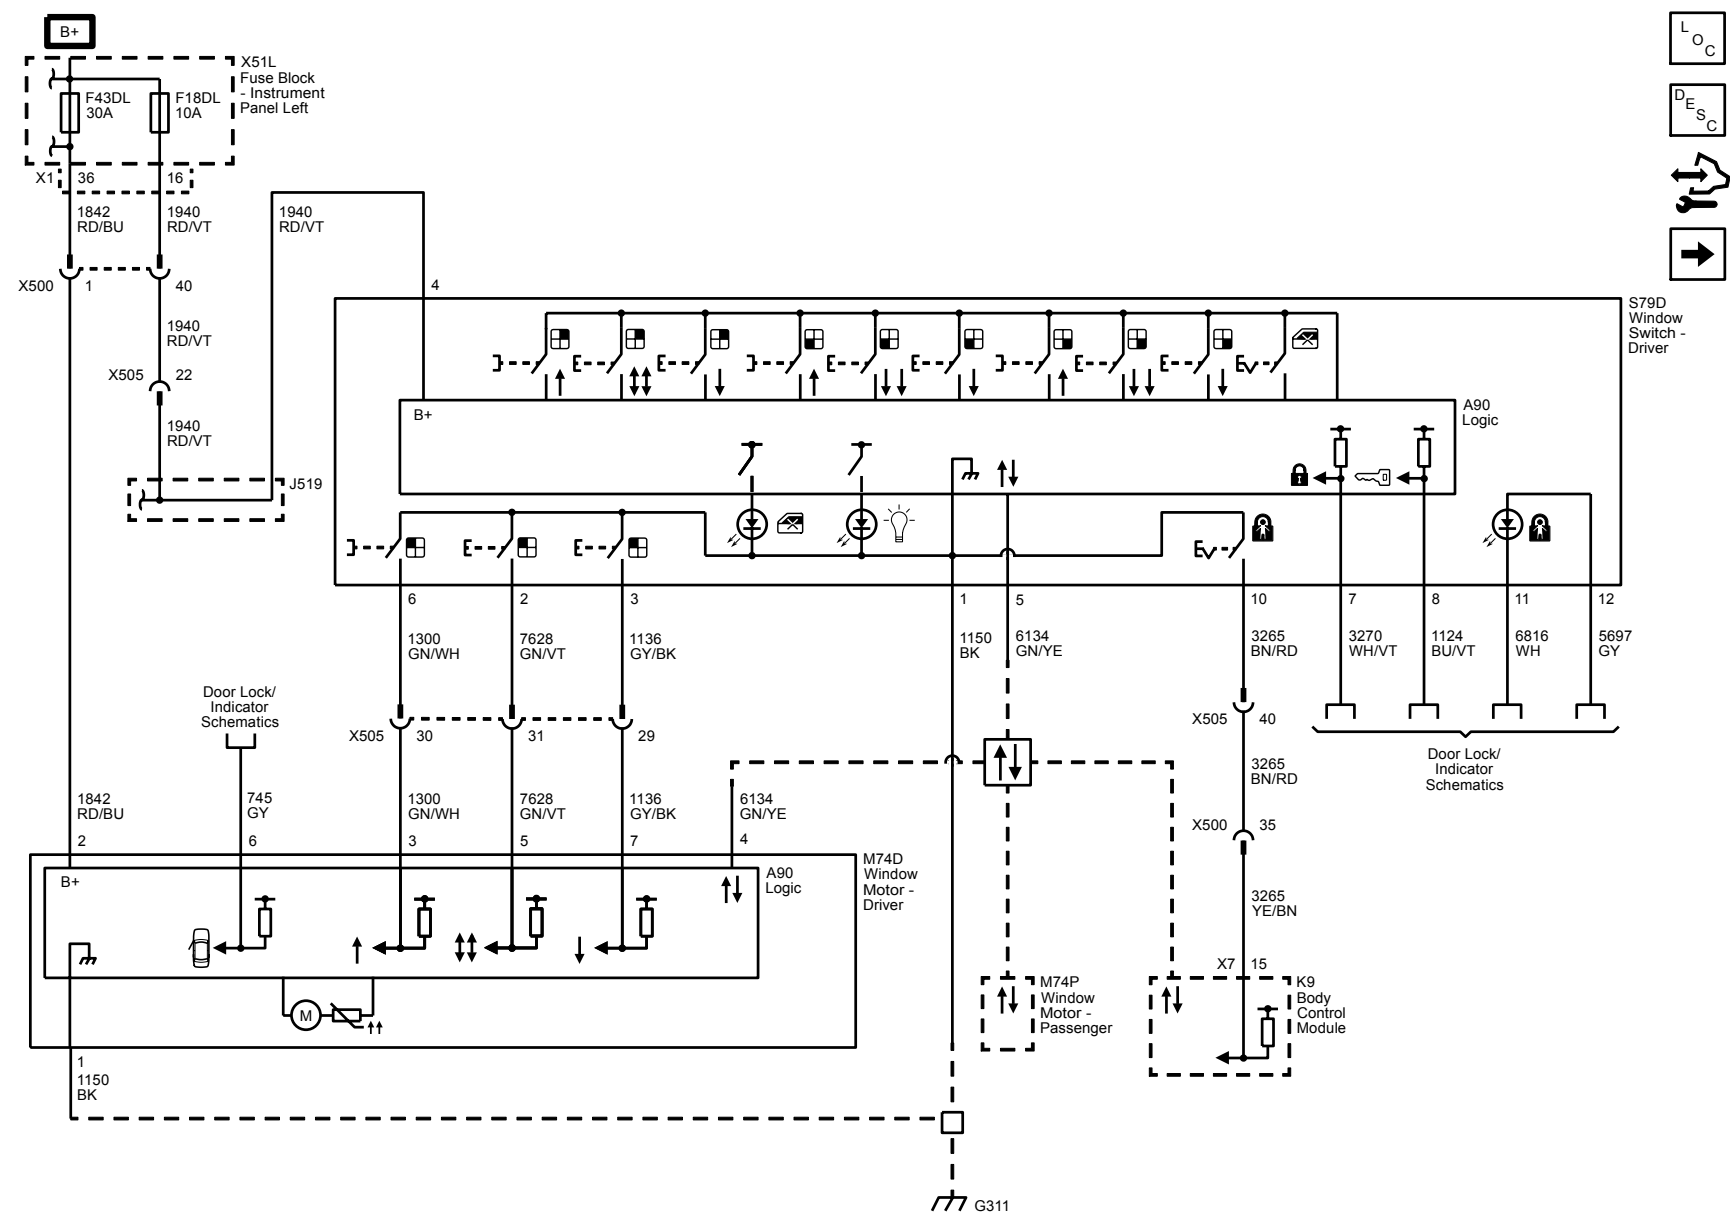 B+
X51L
Fuse Block
- Instrument
Panel Left
F43DL
30A
F18DL
10A
X1
36
16
1842
RD/BU
1940
RD/VT
1940
RD/VT
X500
1
40
1940
RD/VT
X505
22
1940
RD/VT
J519
4
L
O
C
D
E
S
C
S79D
Window
Switch -
Driver
B+
A90
Logic
6
2
3
1
5
10
7
8
11
12
1300
GN/WH
7628
GN/VT
1136
GY/BK
1150
BK
6134
GN/YE
3265
BN/RD
3270
WH/VT
1124
BU/VT
6816
WH
5697
GY
Door Lock/
Indicator
Schematics
X505
30
31
29
X505
40
Door Lock/
Indicator
Schematics
3265
BN/RD
1842
RD/BU
745
GY
1300
GN/WH
7628
GN/VT
1136
GY/BK
6134
GN/YE
X500
35
2
6
3
5
7
4
M74D
Window
Motor -
Driver
B+
A90
Logic
3265
YE/BN
M
X7
15
M74P
Window
Motor -
Passenger
K9
Body
Control
Module
1
1150
BK
G311